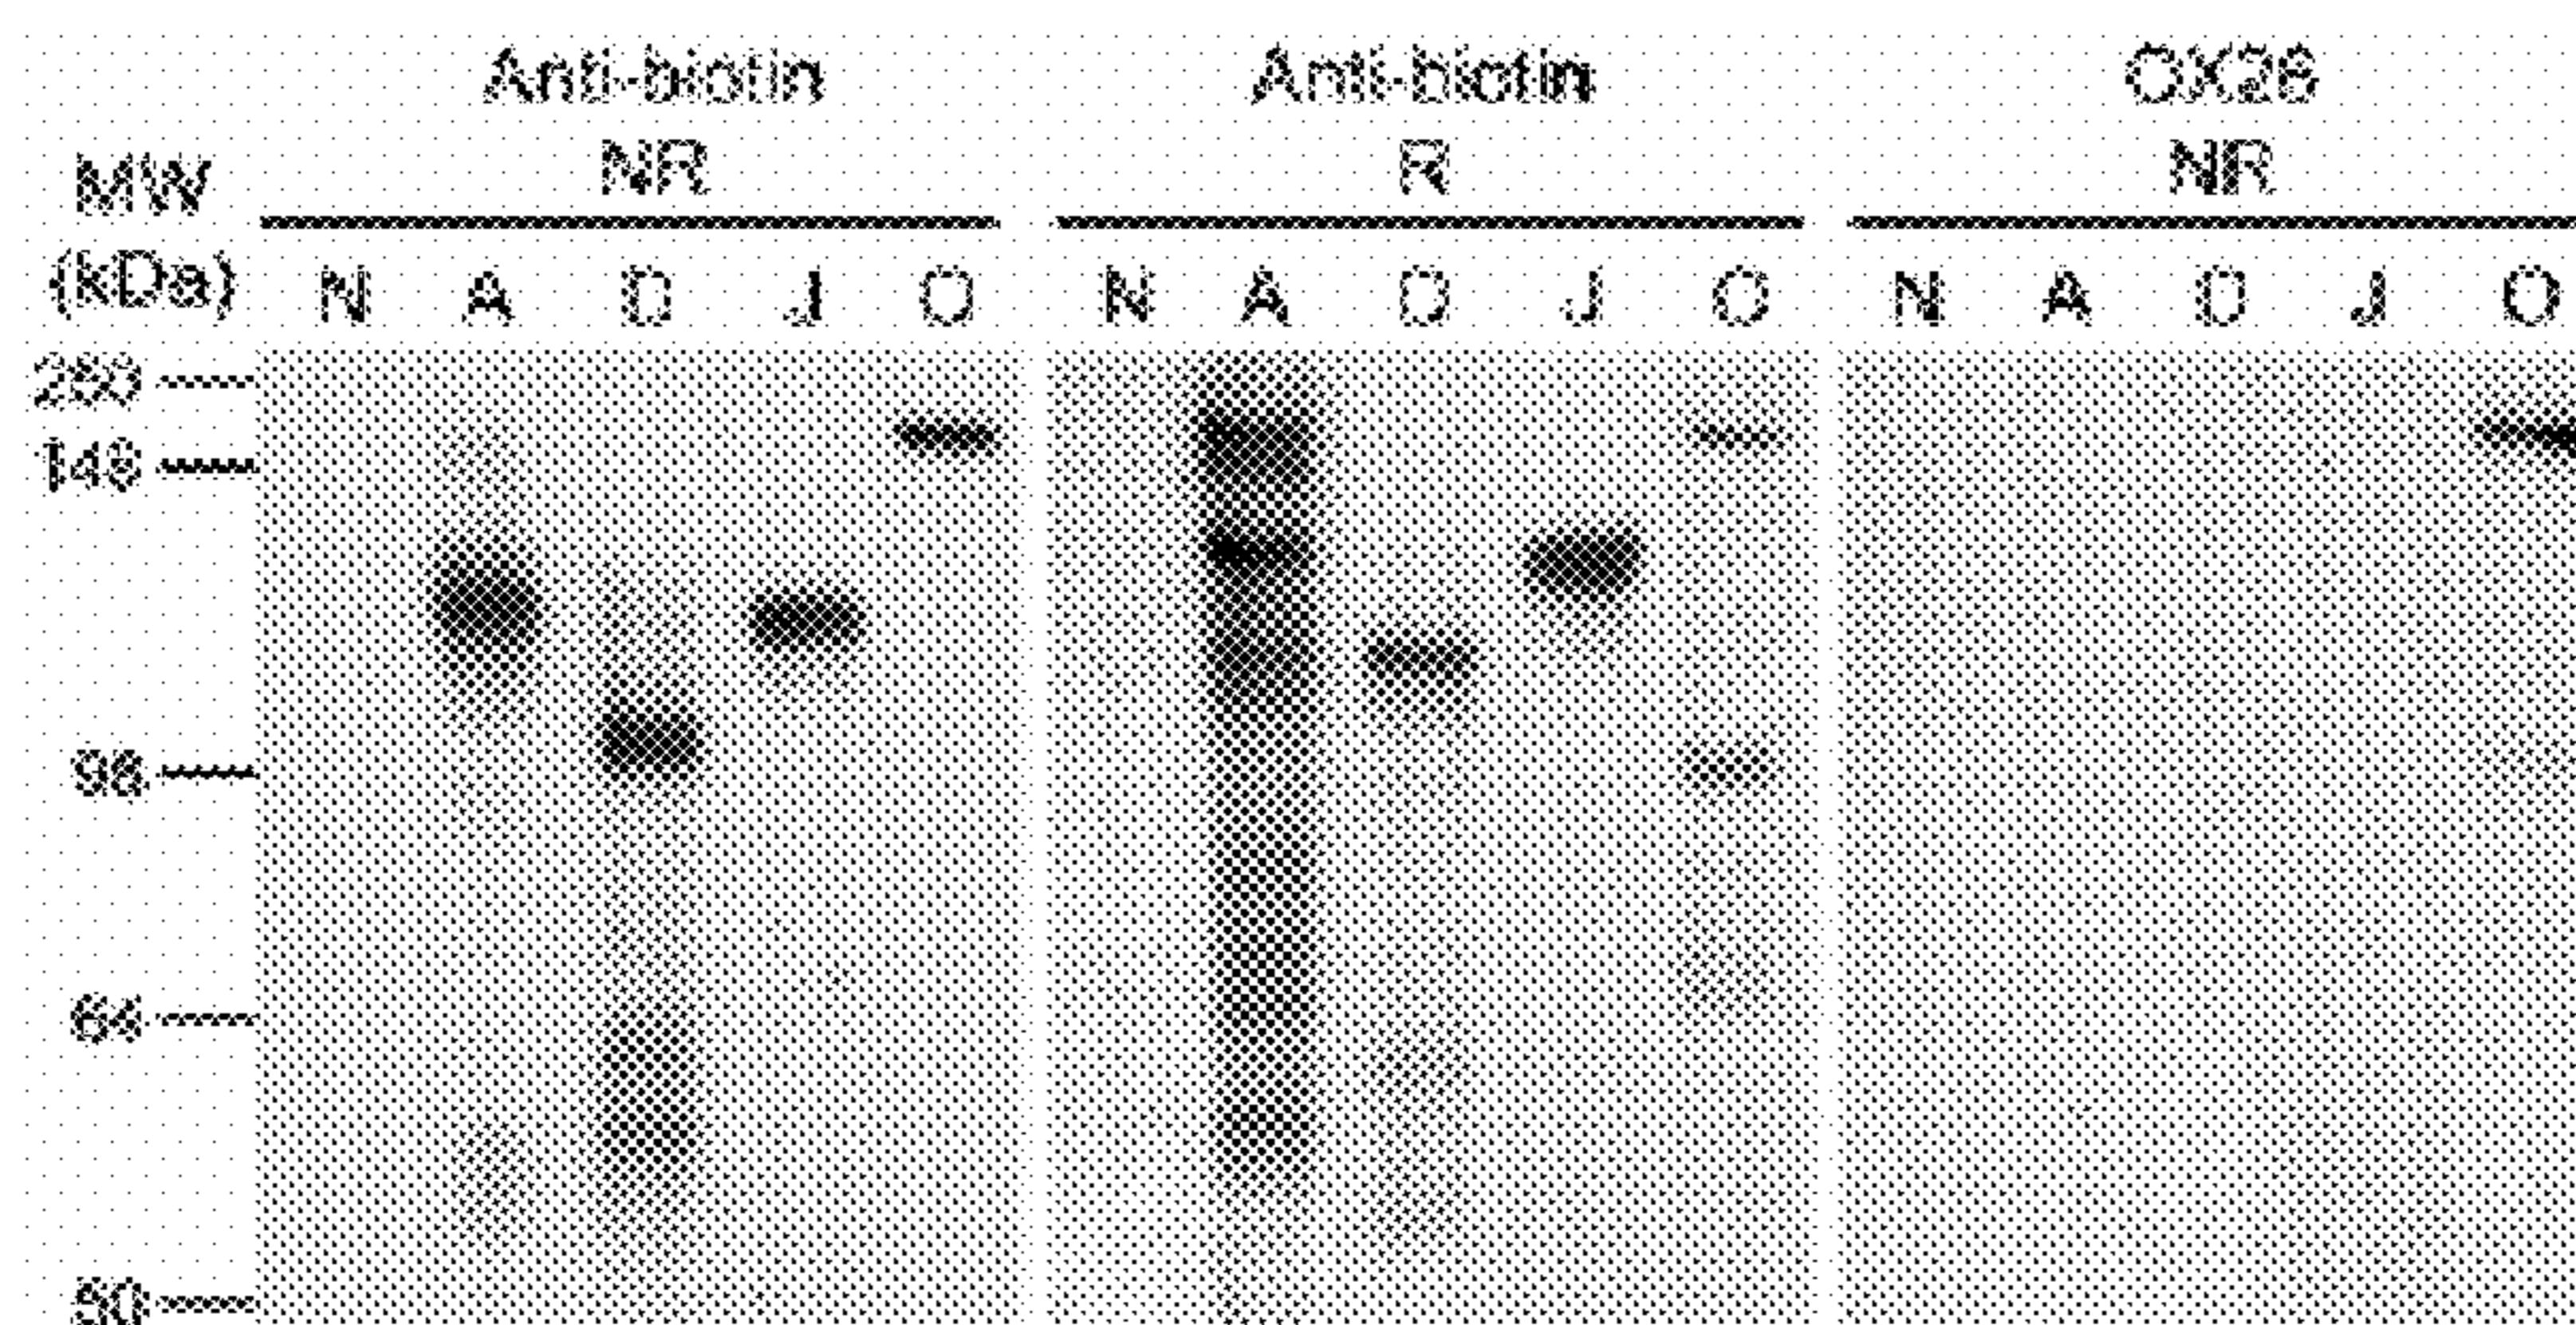 Anti-biotin Anti-biotin OX26
NR R NR
MW
(kDa)
N A D J O N A D J O N A D J O
250
148
98
64
50